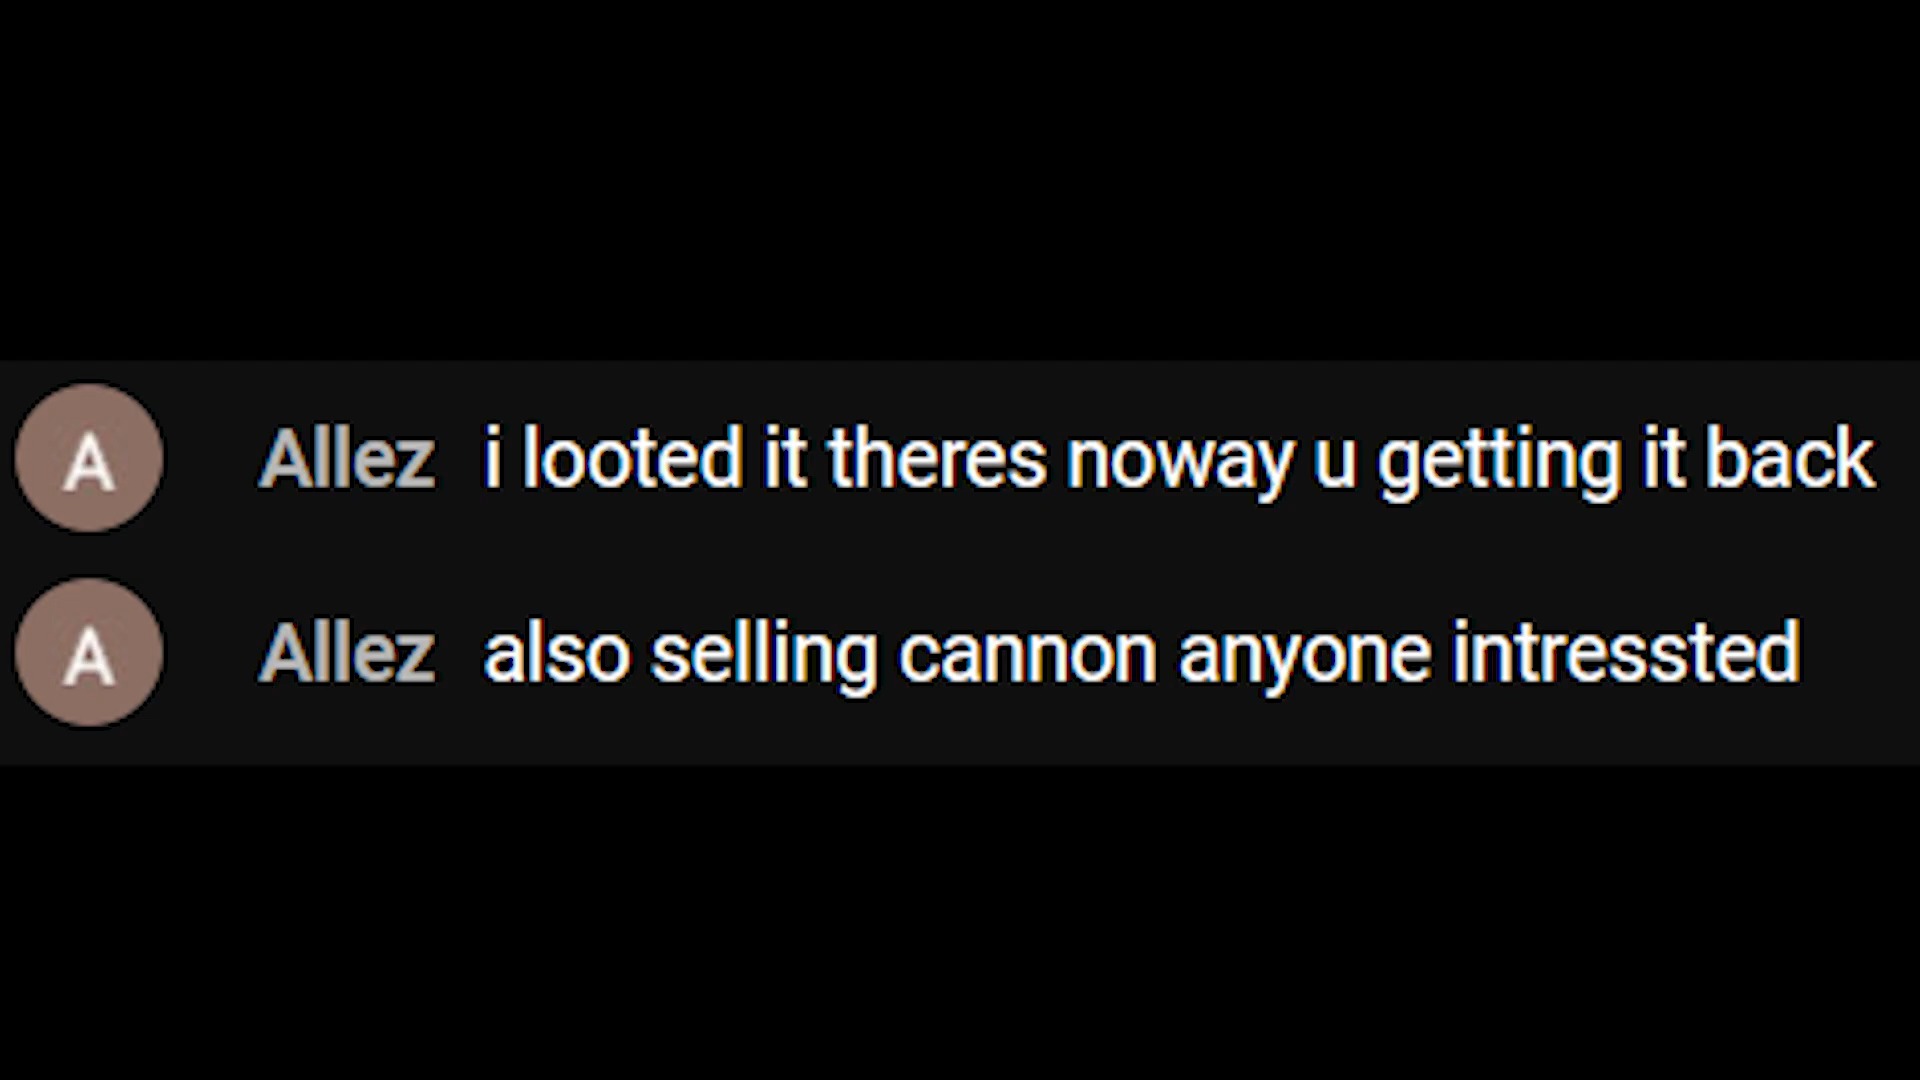 A Allez i looted it theres noway u getting it back
A Allez also selling cannon anyone intressted